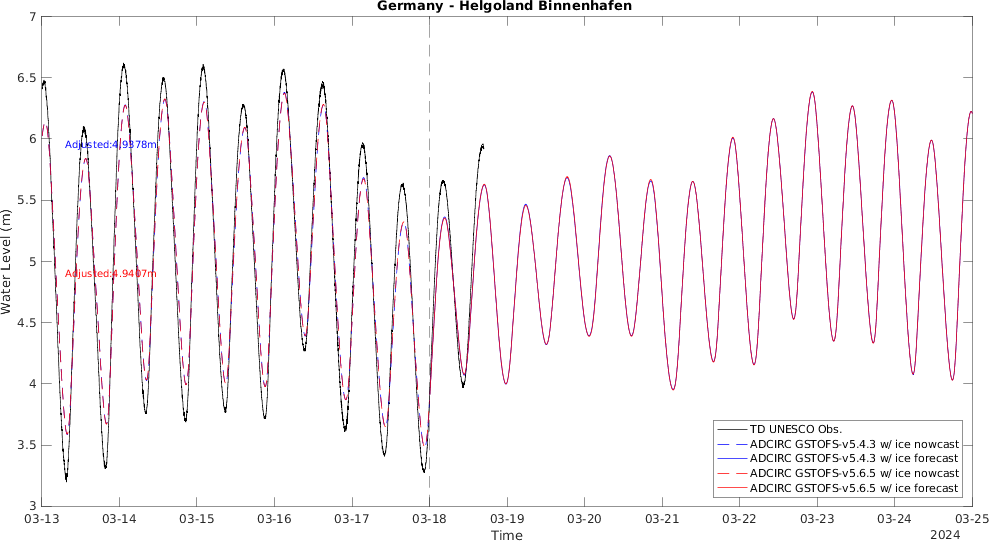 Germany - Helgoland Binnenhafen
7
6.5
6
5.5
5
4.5
4
3.5
3
Water Level (m)
Adjusted:4.9378m
Adjusted:4.9407m
TD UNESCO Obs.
ADCIRC GSTOFS-v5.4.3 w/ ice nowcast
ADCIRC GSTOFS-v5.4.3 w/ ice forecast
ADCIRC GSTOFS-v5.6.5 w/ ice nowcast
ADCIRC GSTOFS-v5.6.5 w/ ice forecast
03-13 03-14 03-15 03-16 03-17 03-18 03-19 03-20 03-21 03-22 03-23 03-24 03-25
Time
2024